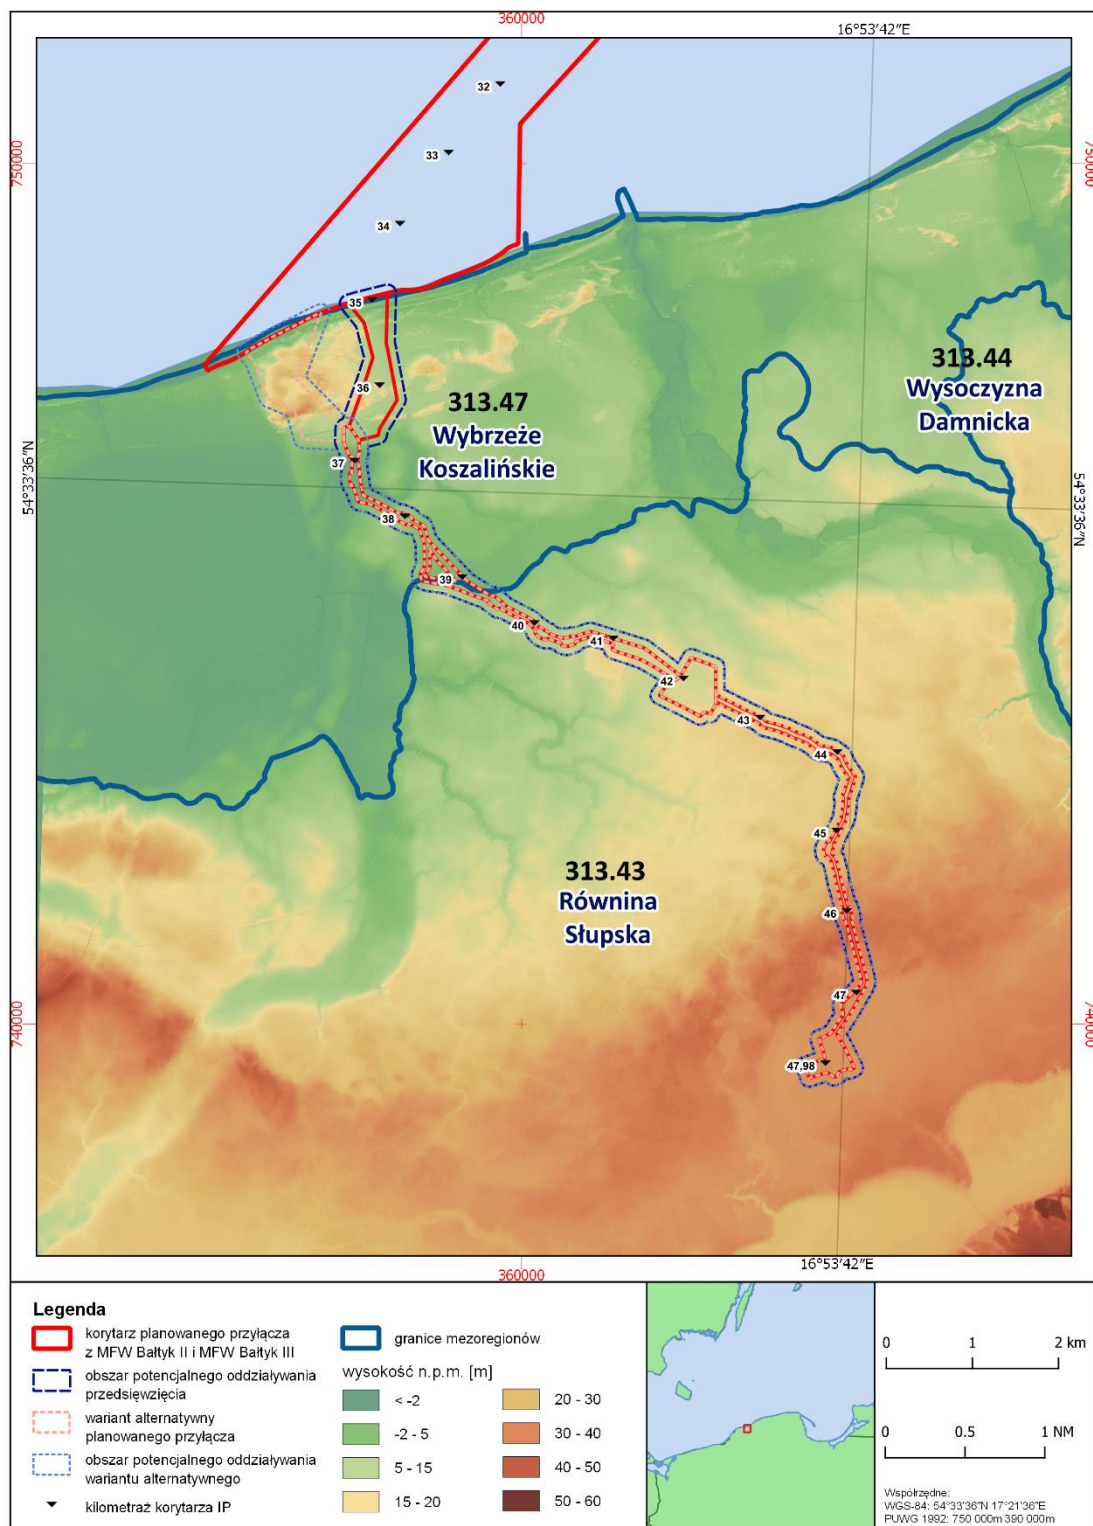 360000
16°53'42"E
32
33
34
35
36
37
38
39
40
41
42
43
44
45
46
47
47,98
750000
750000
54°33'36"N
54°33'36"N
740000
740000
313.44
Wysoczyzna
Damnicka
313.47
Wybrzeże
Koszalińskie
313.43
Równina
Słupska
360000
16°53'42"E
Legenda
korytarz planowanego przyłącza
z MFW Bałtyk II i MFW Bałtyk III
obszar potencjalnego oddziaływania
przedsięwzięcia
wariant alternatywny
planowanego przyłącza
obszar potencjalnego oddziaływania
wariantu alternatywnego
kilometraż korytarza IP
granice mezoregionów
wysokość n.p.m. [m]
< -2
-2 - 5
5 - 15
15 - 20
20 - 30
30 - 40
40 - 50
50 - 60
0 1 2 km
0 0.5 1 NM
Współrzędne:
WGS-84: 54°33'36"N 17°21'36"E
PUWG 1992: 750 000m 390 000m